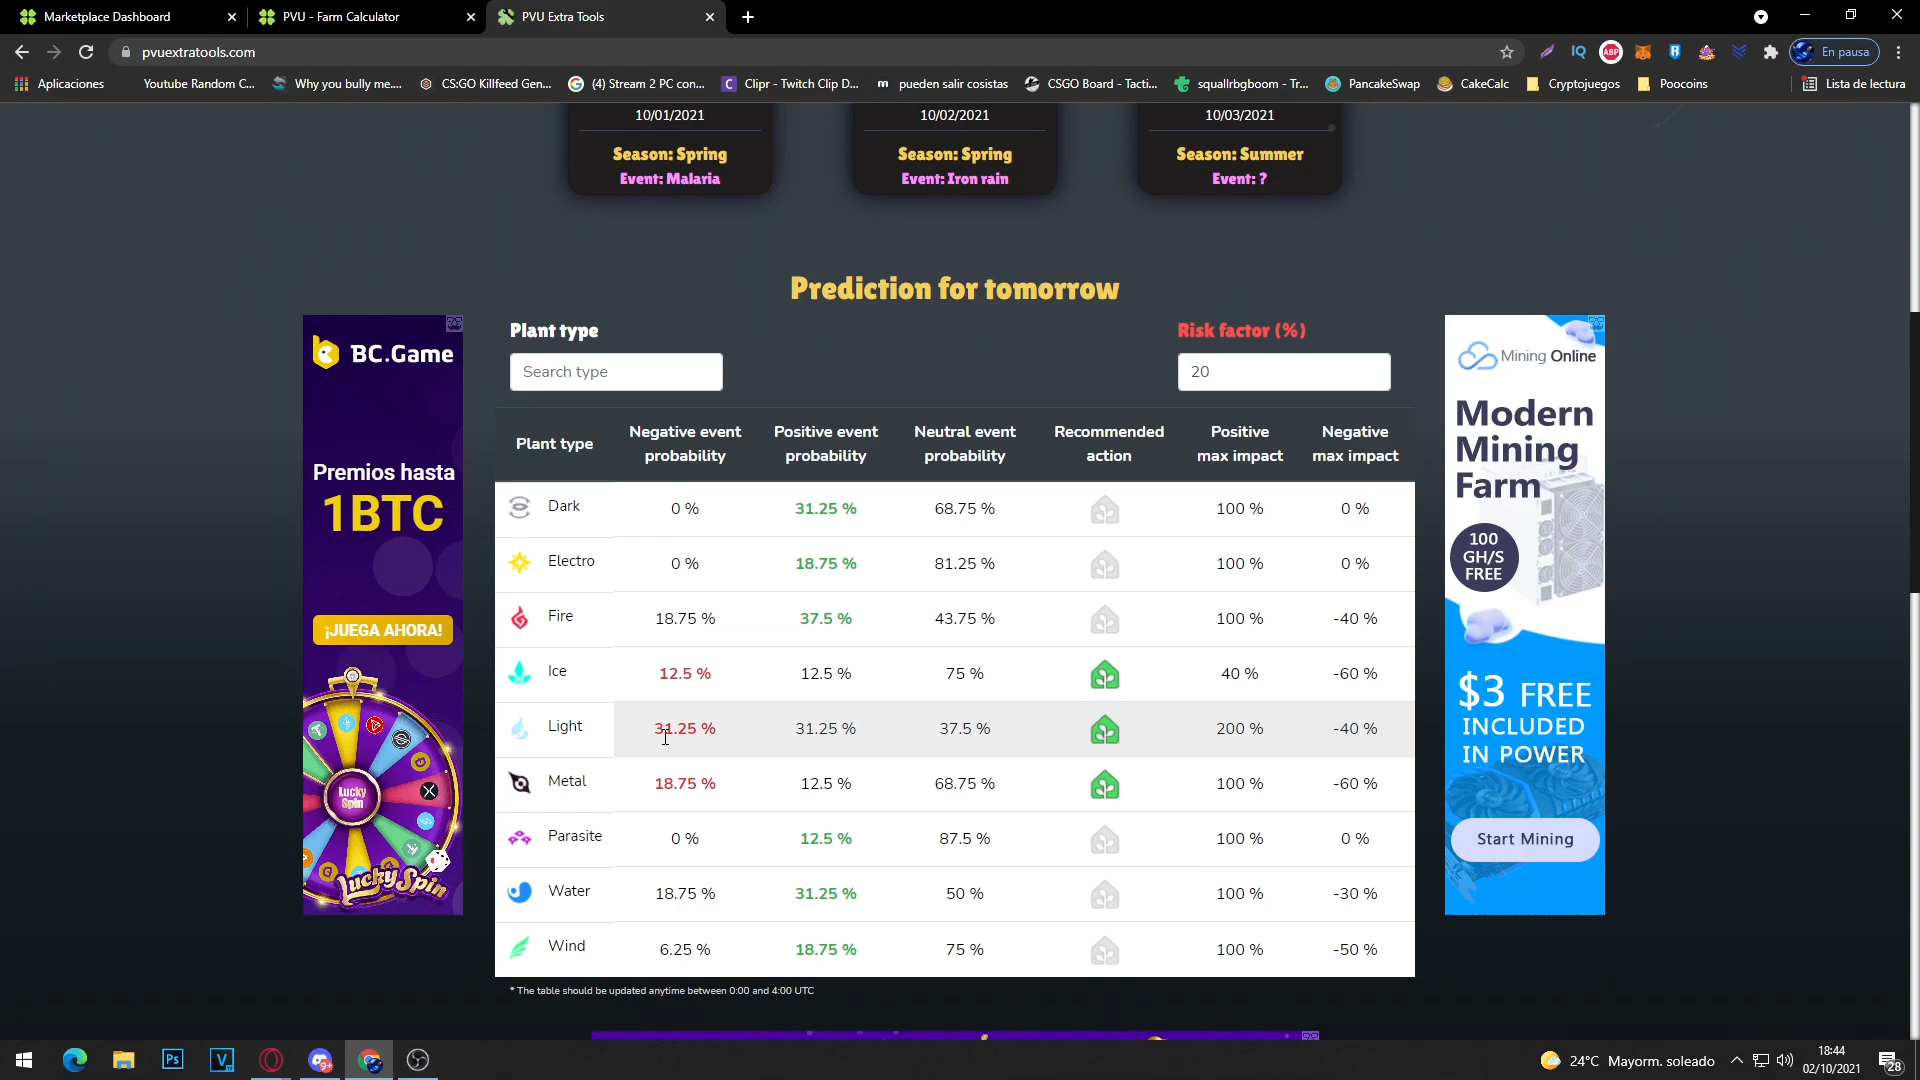 Marketplace Dashboard
PVU - Farm Calculator
PVU Extra Tools
pvuextratools.com
En pausa
Aplicaciones
Youtube Random C...
Why you bully me....
CS:GO Killfeed Gen...
(4) Stream 2 PC con...
Clipr - Twitch Clip D...
pueden salir cosistas
CSGO Board - Tacti...
squallrbgboom - Tr...
PancakeSwap
CakeCalc
Cryptojuegos
Poocoins
Lista de lectura
10/01/2021 10/02/2021 10/03/2021
Season: Spring Season: Spring Season: Summer
Event: Malaria Event: Iron rain Event: ?
Prediction for tomorrow
Plant type Risk factor (%)
Search type 20
Plant type Negative event probability Positive event probability Neutral event probability Recommended action Positive max impact Negative max impact
Dark 0 % 31.25 % 68.75 % 100 % 0 %
Electro 0 % 18.75 % 81.25 % 100 % 0 %
Fire 18.75 % 37.5 % 43.75 % 100 % -40 %
Ice 12.5 % 12.5 % 75 % 40 % -60 %
Light 31.25 % 31.25 % 37.5 % 200 % -40 %
Metal 18.75 % 12.5 % 68.75 % 100 % -60 %
Parasite 0 % 12.5 % 87.5 % 100 % 0 %
Water 18.75 % 31.25 % 50 % 100 % -30 %
Wind 6.25 % 18.75 % 75 % 100 % -50 %
* The table should be updated anytime between 0:00 and 4:00 UTC
BC.Game
Premios hasta
1BTC
¡JUEGA AHORA!
Lucky
Spin
LuckySpin
Mining Online
Modern
Mining
Farm
100
GH/S
FREE
$3 FREE
INCLUDED
IN POWER
Start Mining
24°C Mayorm. soleado
18:44
02/10/2021
28